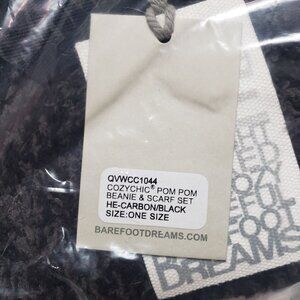 QVWCC1044
COZYCHIC® POM POM
BEANIE & SCARF SET
HE-CARBON/BLACK
SIZE:ONE SIZE
BAREFOOTDREAMS.COM
DREAMS